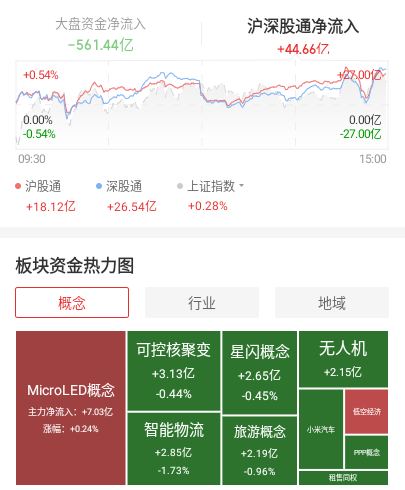 大盘资金净流入
沪深股通净流入
-561.44亿
+44.66亿
+0.54%
+27.00亿
0.00%
0.00亿
-0.54%
-27.00亿
09:30
15:00
沪股通
深股通
上证指数
+18.12亿
+26.54亿
+0.28%
板块资金热力图
概念
行业
地域
MicroLED概念
主力净流入：+7.03亿
涨幅：+0.24%
可控核聚变
+3.13亿
-0.44%
智能物流
+2.85亿
-1.73%
星闪概念
+2.65亿
-0.45%
旅游概念
+2.19亿
-0.96%
无人机
+2.15亿
小米汽车
低空经济
PPP概念
租售同权